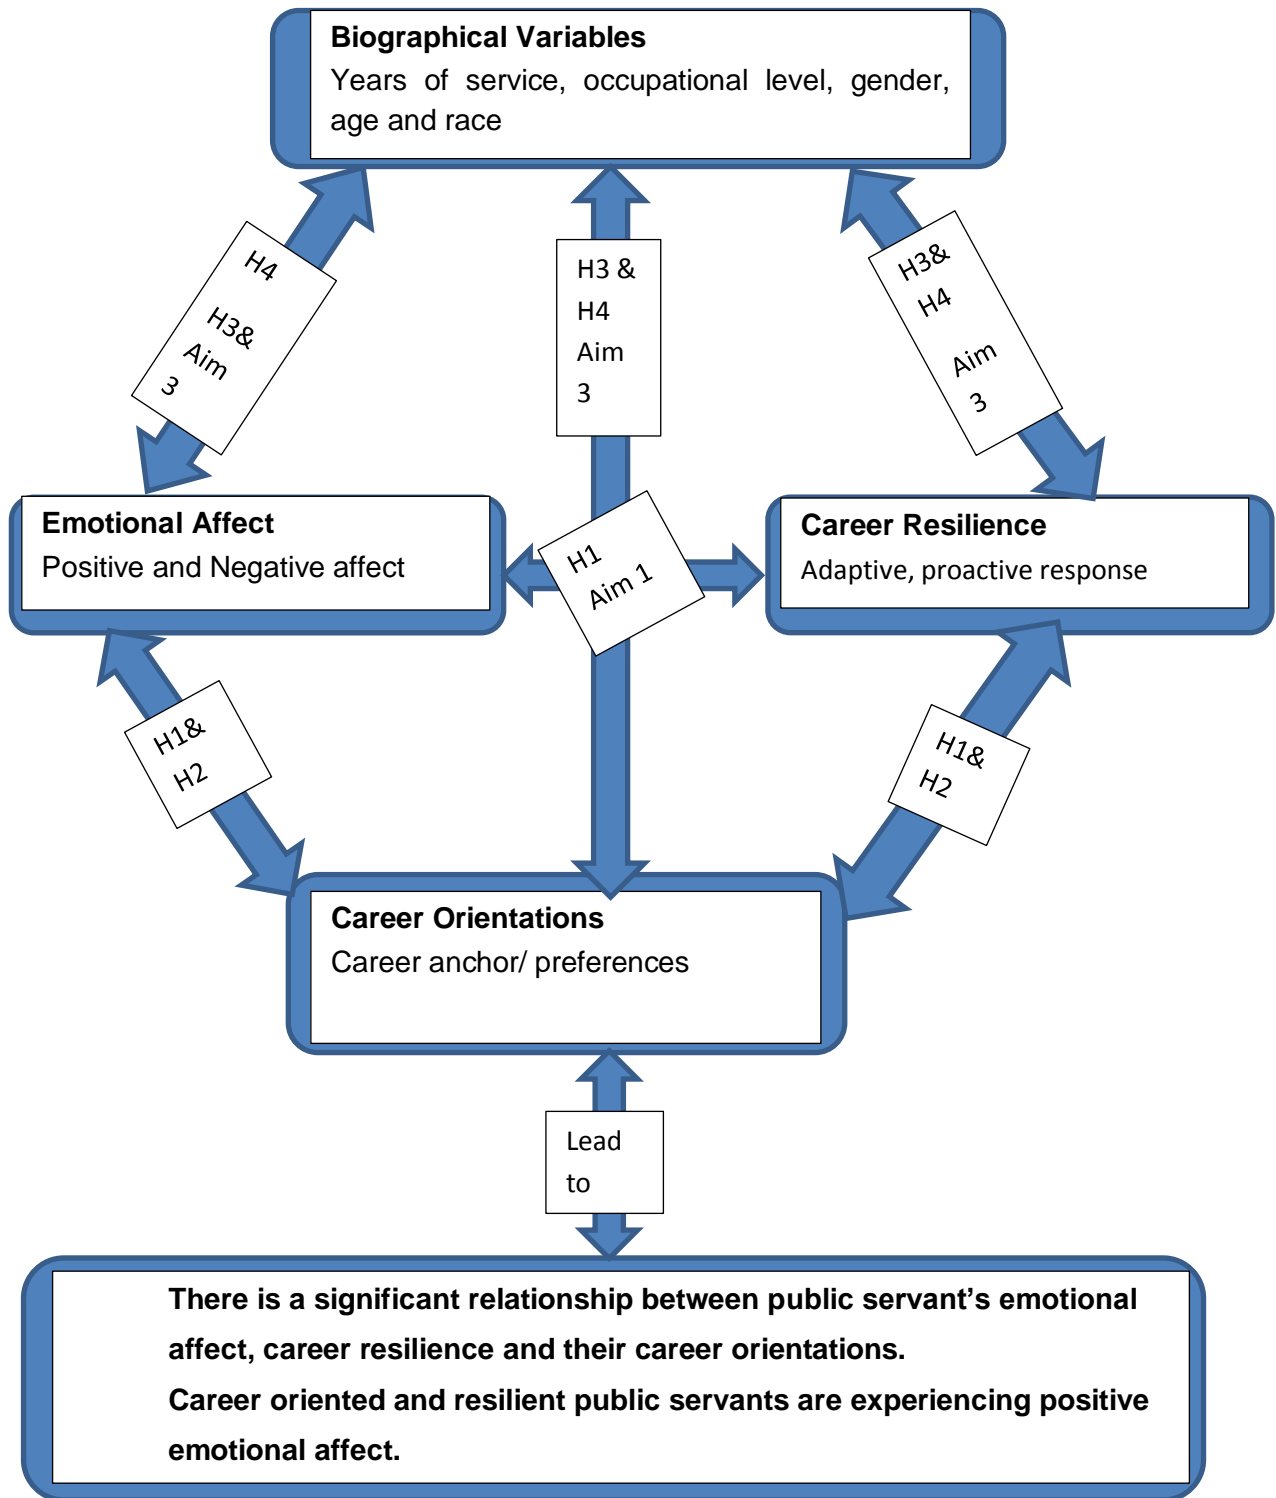 Biographical Variables
Years of service, occupational level, gender,
age and race
H4
H3&
Aim
3
H3 &
H4
Aim
3
H3&
H4
Aim
3
Emotional Affect
Positive and Negative affect
H1
Aim 1
Career Resilience
Adaptive, proactive response
H1&
H2
H1&
H2
Career Orientations
Career anchor/ preferences
Lead
to
There is a significant relationship between public servant’s emotional
affect, career resilience and their career orientations.
Career oriented and resilient public servants are experiencing positive
emotional affect.